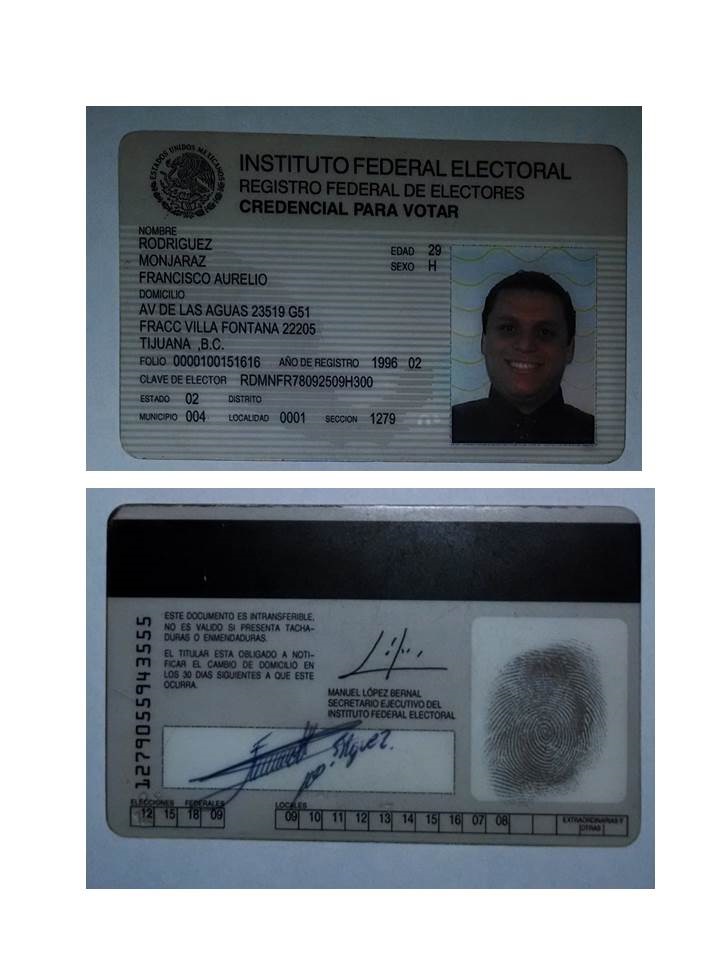 ESTADOS UNIDOS MEXICANOS
INSTITUTO FEDERAL ELECTORAL
REGISTRO FEDERAL DE ELECTORES
CREDENCIAL PARA VOTAR
NOMBRE
RODRIGUEZ
MONJARAZ
FRANCISCO AURELIO
EDAD 29
SEXO H
DOMICILIO
AV DE LAS AGUAS 23519 G51
FRACC VILLA FONTANA 22205
TIJUANA ,B.C.
FOLIO 0000100151616 AÑO DE REGISTRO 1996 02
CLAVE DE ELECTOR RDMNFR78092509H300
ESTADO 02 DISTRITO
MUNICIPIO 004 LOCALIDAD 0001 SECCION 1279
1279055943555
ESTE DOCUMENTO ES INTRANSFERIBLE,
NO ES VALIDO SI PRESENTA TACHA-
DURAS O ENMENDADURAS.
EL TITULAR ESTA OBLIGADO A NOTI-
FICAR EL CAMBIO DE DOMICILIO EN
LOS 30 DIAS SIGUIENTES A QUE ESTE
OCURRA.
MANUEL LÓPEZ BERNAL
SECRETARIO EJECUTIVO DEL
INSTITUTO FEDERAL ELECTORAL
ELECCIONES FEDERALES
12 15 18 09
LOCALES
09 10 11 12 13 14 15 16 07 08
EXTRAORDINARIAS Y
OTRAS